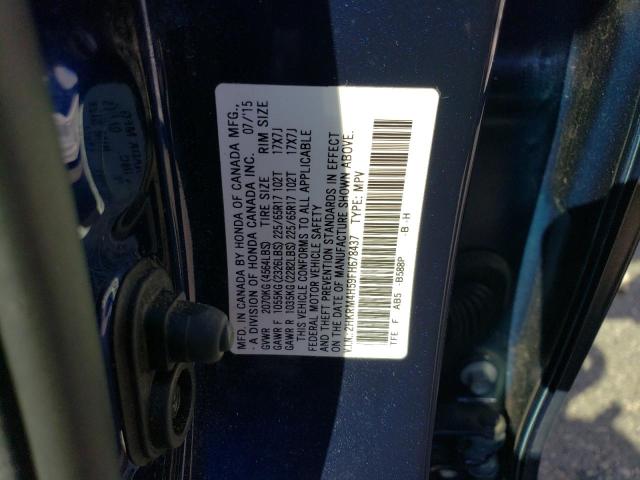 MFD. IN CANADA BY HONDA OF CANADA MFG.,
- A DIVISION OF HONDA CANADA INC. 07/'15
GVWR 2070KG(4564LBS) TIRE SIZE RIM SIZE
GAWR F 1055KG(2326LBS) 225/65R17 102T 17X7J
GAWR R 1035KG(2282LBS) 225/65R17 102T 17X7J
THIS VEHICLE CONFORMS TO ALL APPLICABLE
FEDERAL MOTOR VEHICLE SAFETY
AND THEFT PREVENTION STANDARDS IN EFFECT
ON THE DATE OF MANUFACTURE SHOWN ABOVE.
V.I.N.: 2HKRM4H59FH678437 TYPE: MPV
TFE F AB5 -B588P -B -H